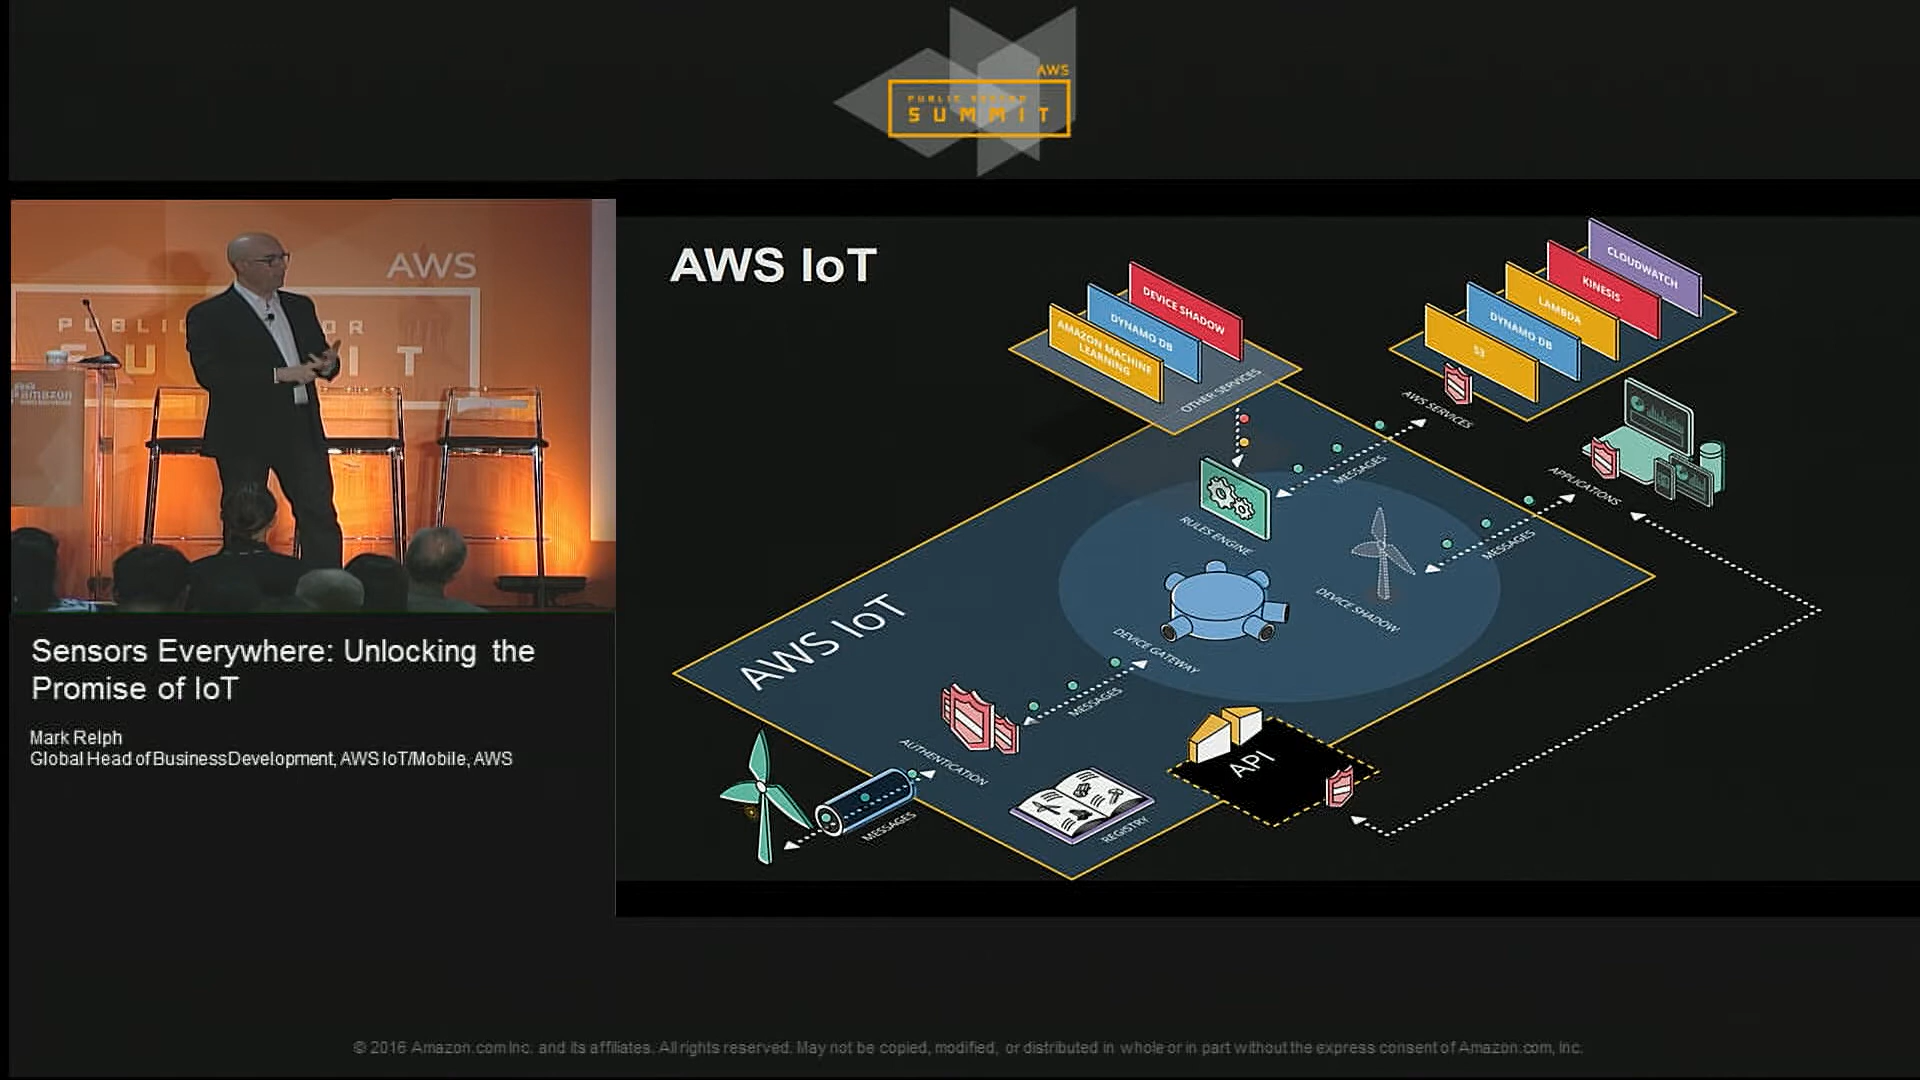 AWS
PUBLIC SECTOR
SUMMIT
AWS
PUBLIC
OR
IT
amazon
AWS IoT
DEVICE SHADOW
DYNAMO DB
AMAZON MACHINE
LEARNING
OTHER SERVICES
CLOUDWATCH
KINESIS
LAMBDA
DYNAMO DB
S3
AWS SERVICES
MESSAGES
APPLICATIONS
MESSAGES
RULES ENGINE
DEVICE SHADOW
AWS IoT
DEVICE GATEWAY
MESSAGES
AUTHENTICATION
API
MESSAGES
REGISTRY
Sensors Everywhere: Unlocking the
Promise of IoT
Mark Relph
Global Head of Business Development, AWS IoT/Mobile, AWS
© 2016 Amazon.com Inc. and its affiliates. All rights reserved. May not be copied, modified, or distributed in whole or in part without the express consent of Amazon.com, Inc.